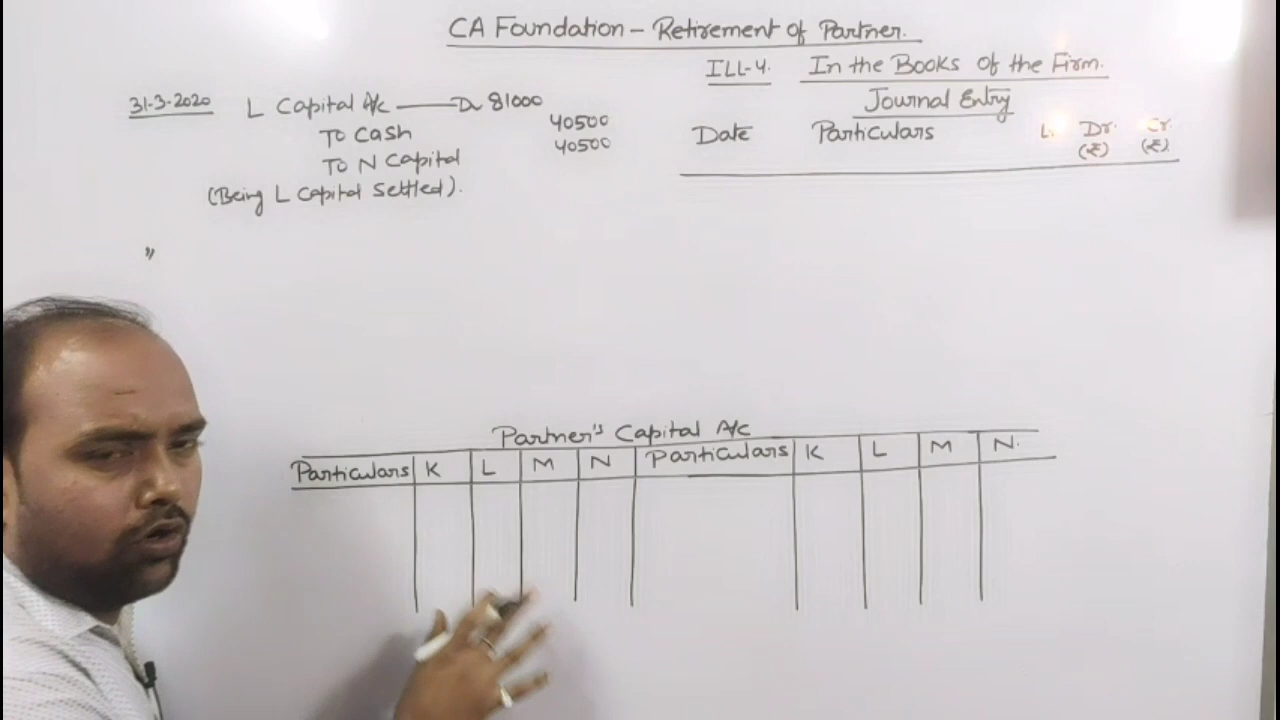 CA Foundation - Retirement of Partner.
ILL-4. In the Books of the Firm.
Journal Entry
Date Particulars L. Dr. (₹) Cr. (₹)
31-3-2020 L Capital A/c —— Dr 81000
To Cash 40500
To N Capital 40500
(Being L Capital Settled).
"
Partner's Capital A/c
Particulars K L M N Particulars K L M N.